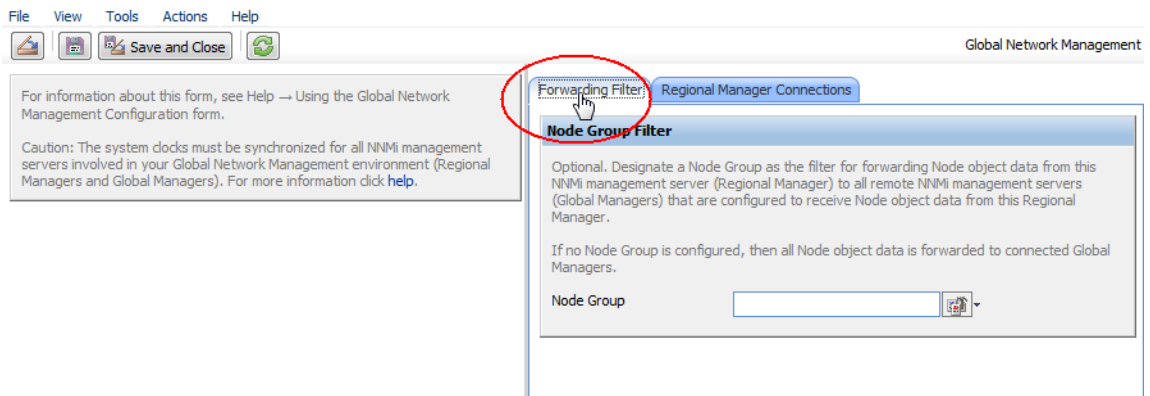 File View Tools Actions Help
Save and Close
Global Network Management
For information about this form, see Help → Using the Global Network
Management Configuration form.
Caution: The system clocks must be synchronized for all NNMi management
servers involved in your Global Network Management environment (Regional
Managers and Global Managers). For more information click help.
Forwarding Filter Regional Manager Connections
Node Group Filter
Optional. Designate a Node Group as the filter for forwarding Node object data from this
NNMi management server (Regional Manager) to all remote NNMi management servers
(Global Managers) that are configured to receive Node object data from this Regional
Manager.
If no Node Group is configured, then all Node object data is forwarded to connected Global
Managers.
Node Group